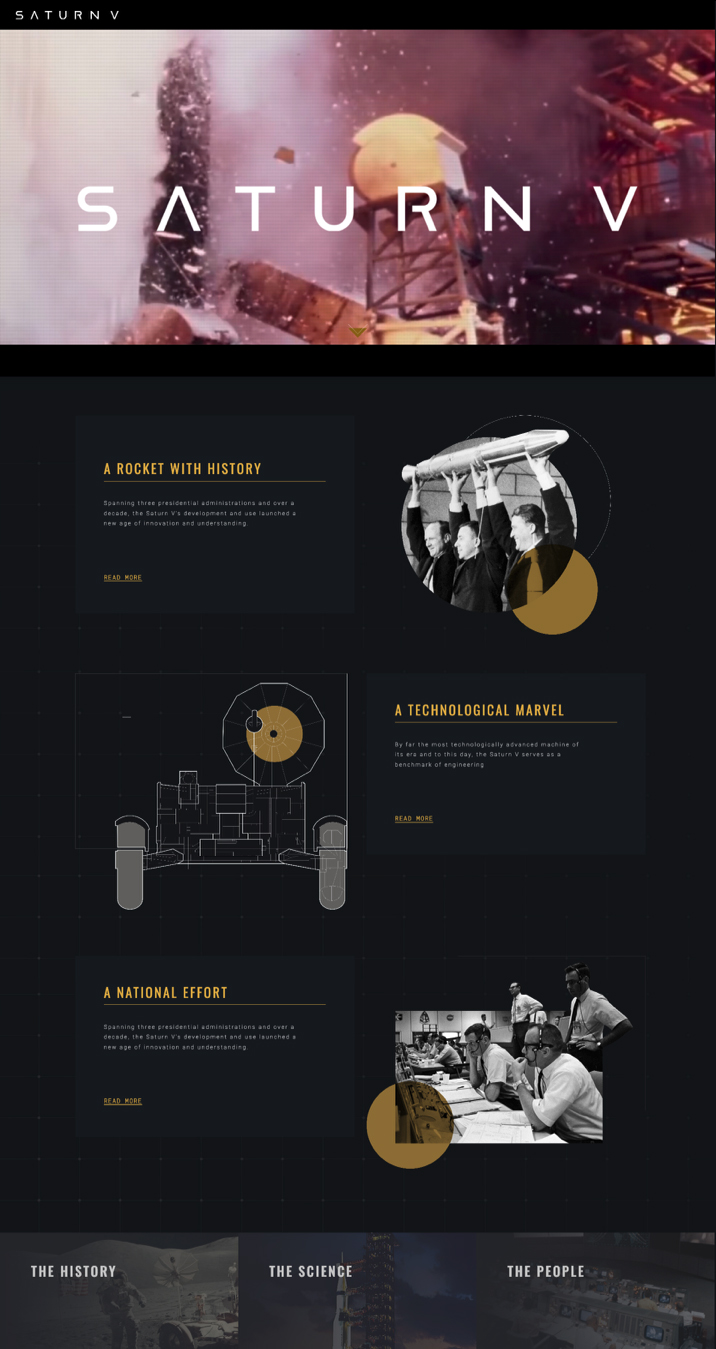 SATURN V
SATURN V
A ROCKET WITH HISTORY
Spanning three presidential administrations and over a
decade, the Saturn V's development and use launched a
new age of innovation and understanding.
READ MORE
A TECHNOLOGICAL MARVEL
By far the most technologically advanced machine of
its era and to this day, the Saturn V serves as a
benchmark of engineering
READ MORE
A NATIONAL EFFORT
Spanning three presidential administrations and over a
decade, the Saturn V's development and use launched a
new age of innovation and understanding.
READ MORE
THE HISTORY
THE SCIENCE
THE PEOPLE